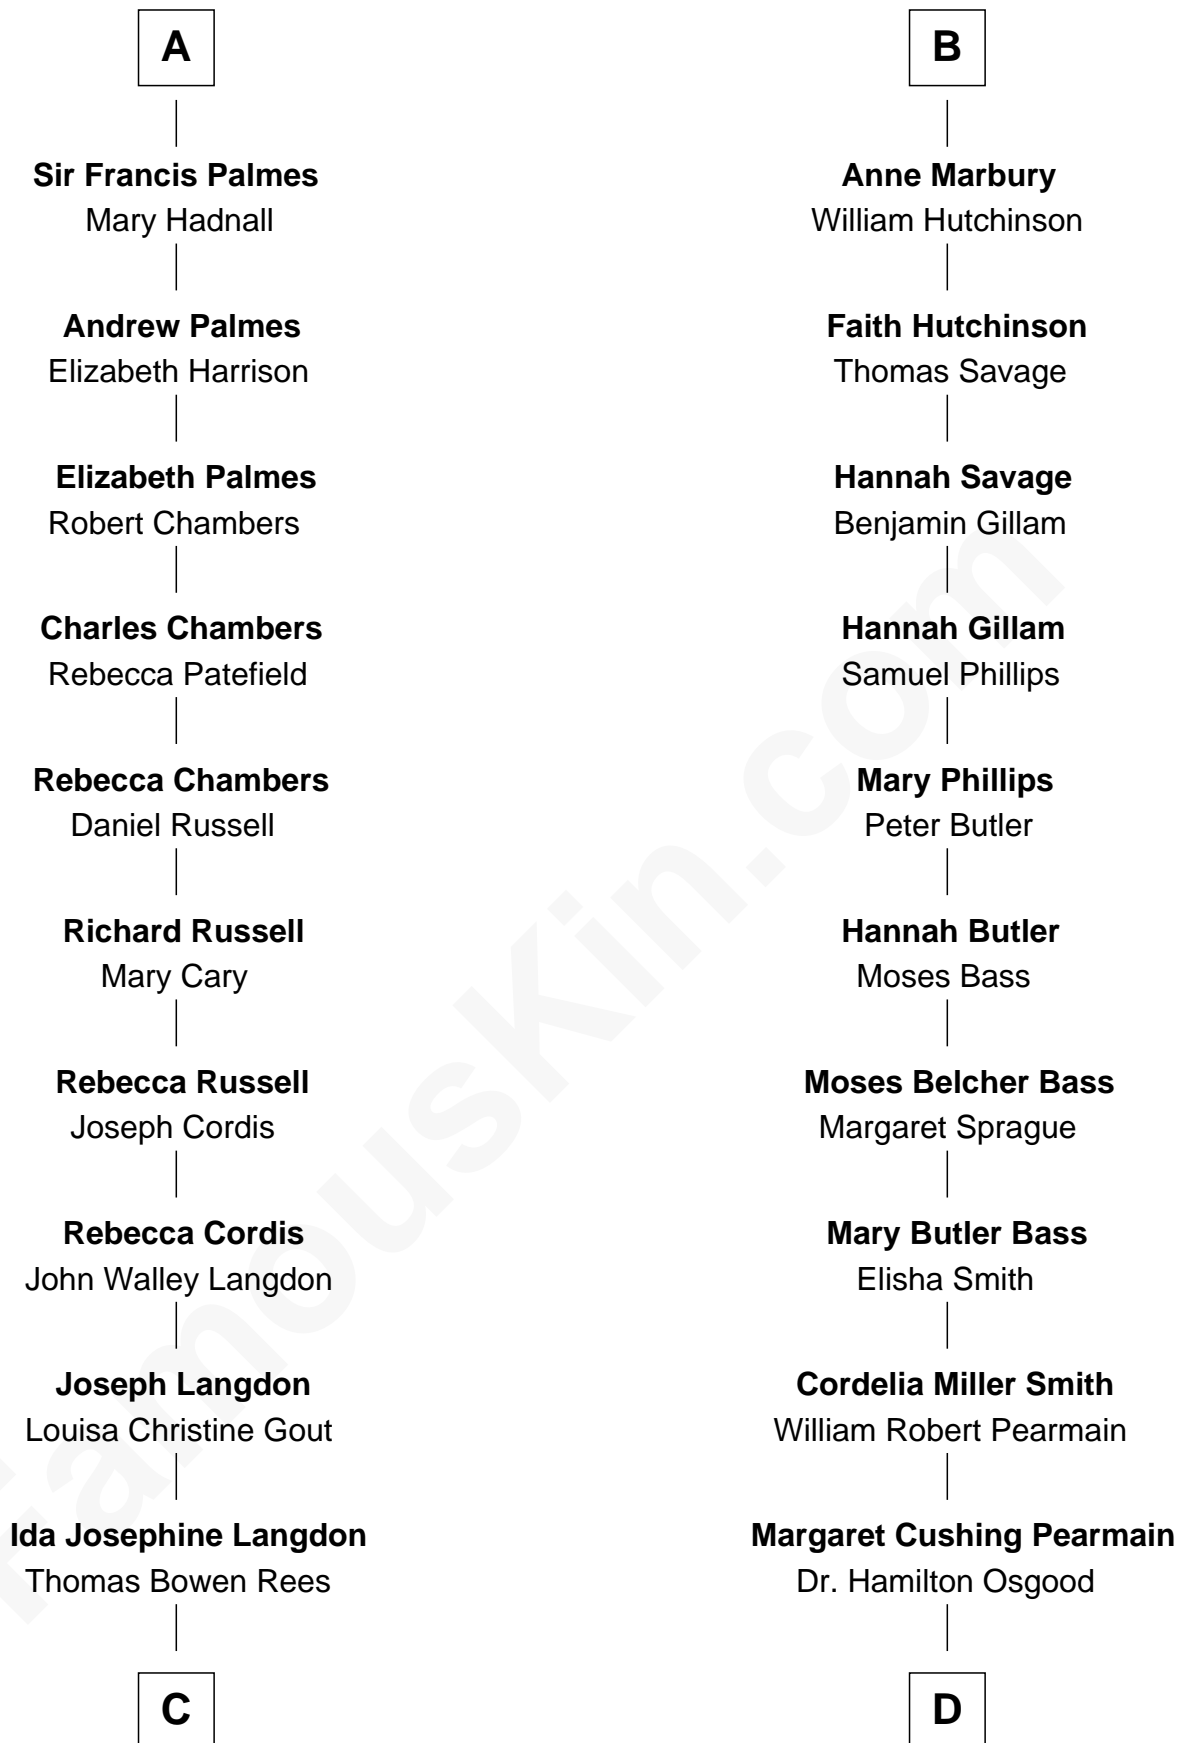 A
Sir Francis Palmes
Mary Hadnall
Andrew Palmes
Elizabeth Harrison
Elizabeth Palmes
Robert Chambers
Charles Chambers
Rebecca Patefield
Rebecca Chambers
Daniel Russell
Richard Russell
Mary Cary
Rebecca Russell
Joseph Cordis
Rebecca Cordis
John Walley Langdon
Joseph Langdon
Louisa Christine Gout
Ida Josephine Langdon
Thomas Bowen Rees
C
B
Anne Marbury
William Hutchinson
Faith Hutchinson
Thomas Savage
Hannah Savage
Benjamin Gillam
Hannah Gillam
Samuel Phillips
Mary Phillips
Peter Butler
Hannah Butler
Moses Bass
Moses Belcher Bass
Margaret Sprague
Mary Butler Bass
Elisha Smith
Cordelia Miller Smith
William Robert Pearmain
Margaret Cushing Pearmain
Dr. Hamilton Osgood
D
FamousKin.com